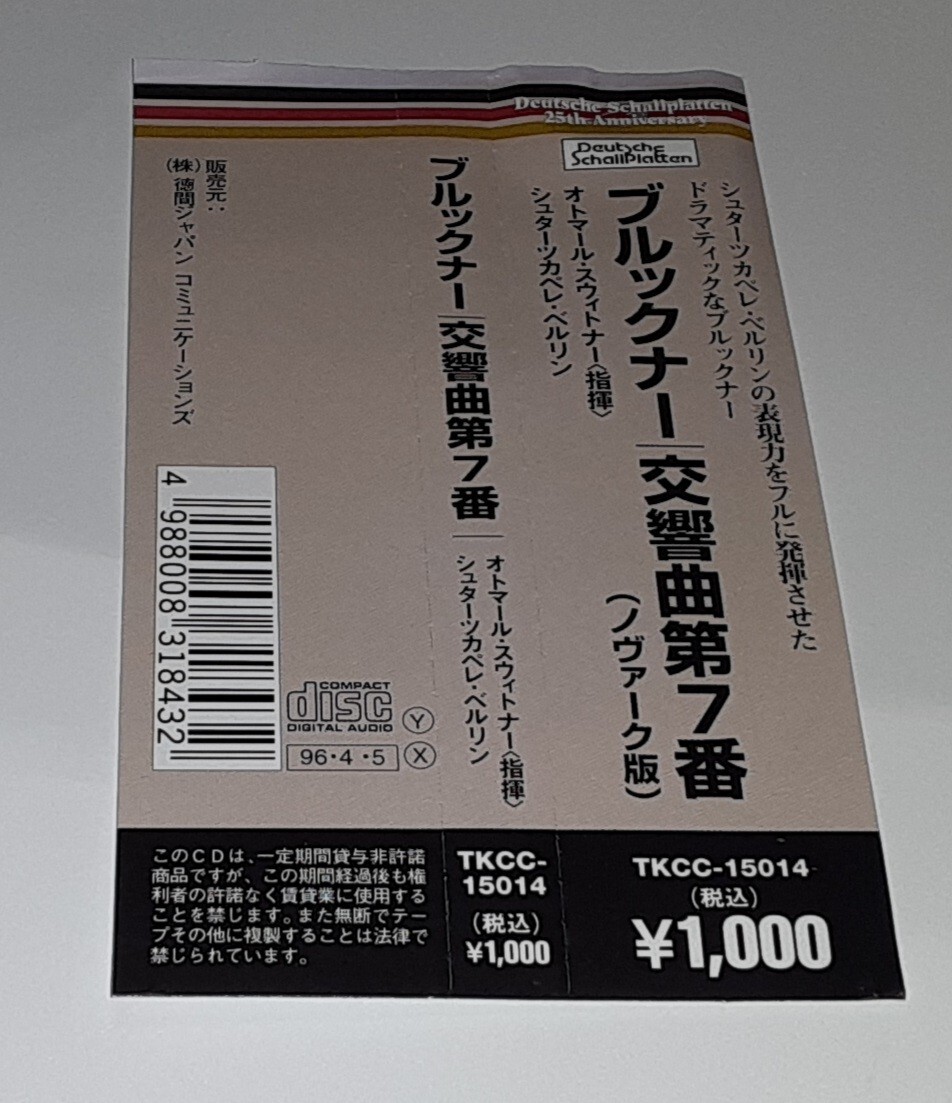 Deutsche Schallplatten
25th Anniversary
Deutsche
Schallplatten
シュターツカペレ・ベルリンの表現力をフルに発揮させた
ドラマティックなブルックナー
ブルックナー|交響曲第7番
(ノヴァーク版)
オトマール・スウィトナー〈指揮〉
シュターツカペレ・ベルリン
TKCC-15014
(税込)
¥1,000
ブルックナー|交響曲第7番
オトマール・スウィトナー〈指揮〉
シュターツカペレ・ベルリン
TKCC-
15014
(税込)
¥1,000
販売元:
(株)徳間ジャパン コミュニケーションズ
4 988008 318432
COMPACT
disc
DIGITAL AUDIO
Y
96・4・5
X
このCDは、一定期間貸与非許諾
商品ですが、この期間経過後も権
利者の許諾なく賃貸業に使用する
ことを禁じます。また無断でテー
プその他に複製することは法律で
禁じられています。